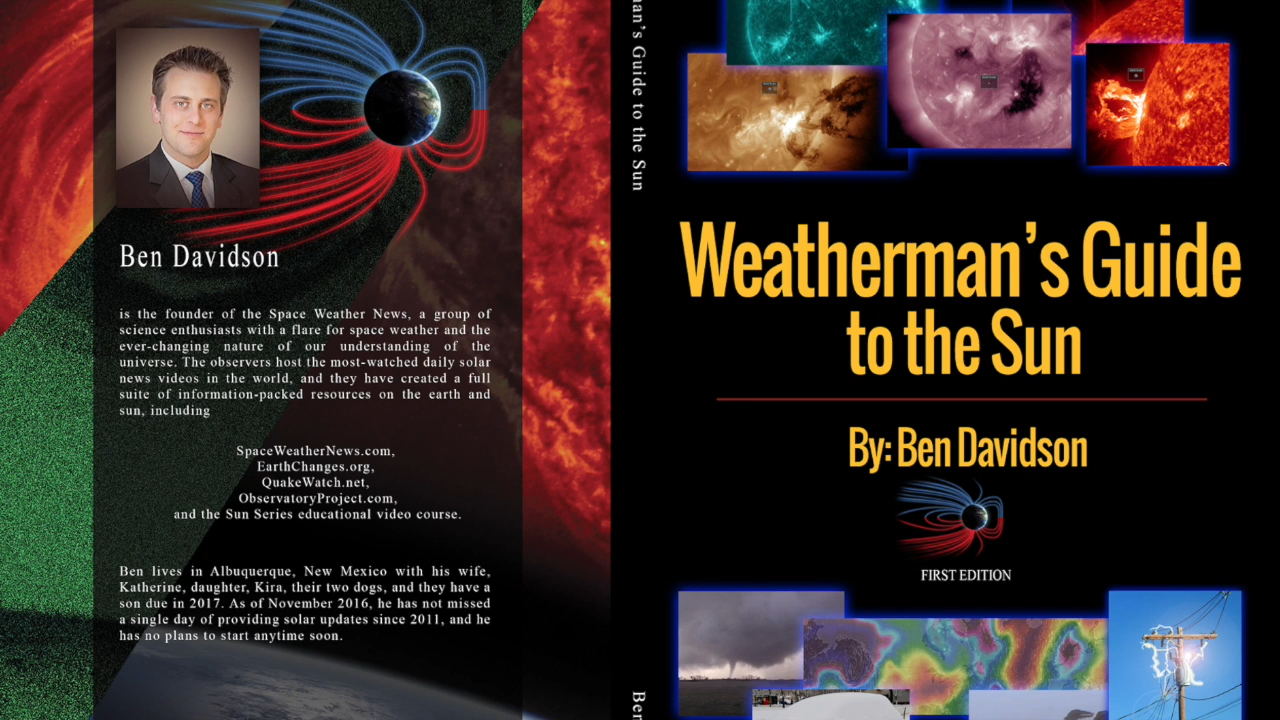 Ben Davidson
is the founder of the Space Weather News, a group of
science enthusiasts with a flare for space weather and the
ever-changing nature of our understanding of the
universe. The observers host the most-watched daily solar
news videos in the world, and they have created a full
suite of information-packed resources on the earth and
sun, including
SpaceWeatherNews.com,
EarthChanges.org,
QuakeWatch.net,
ObservatoryProject.com,
and the Sun Series educational video course.
Ben lives in Albuquerque, New Mexico with his wife,
Katherine, daughter, Kira, their two dogs, and they have a
son due in 2017. As of November 2016, he has not missed
a single day of providing solar updates since 2011, and he
has no plans to start anytime soon.
man's Guide to the Sun
Ben
Weatherman's Guide
to the Sun
By: Ben Davidson
FIRST EDITION